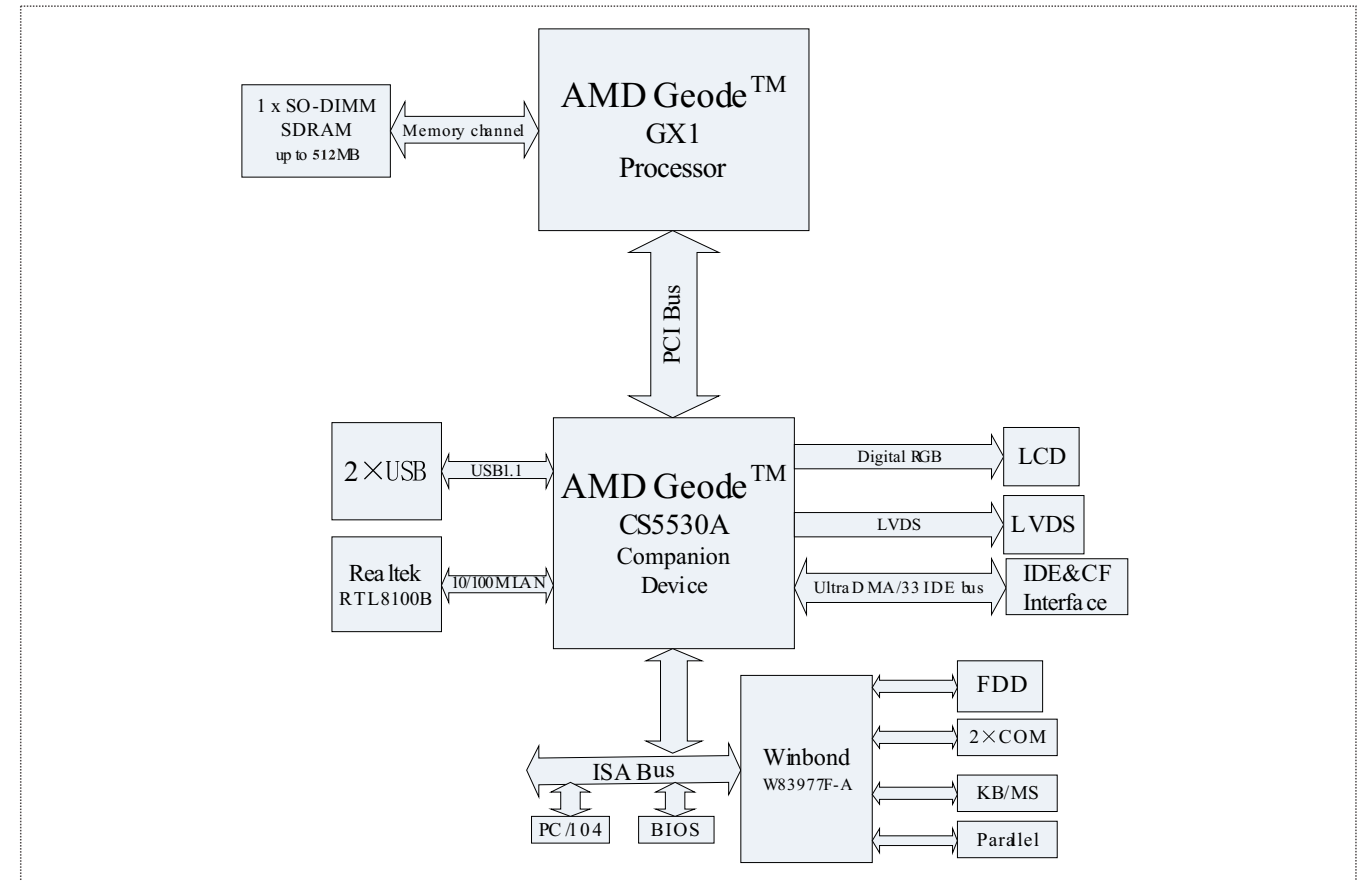 AMD Geode™
GX1
Processor
1 x SO-DIMM
SDRAM
up to 512MB
Memory channel
PCI Bus
2×USB
USB1.1
AMD Geode™
CS5530A
Companion
Device
Digital RGB
LCD
LVDS
LVDS
Realtek
RTL8100B
10/100M LAN
UltraDMA/33 IDE bus
IDE&CF
Interface
ISA Bus
PC/104
BIOS
Winbond
W83977F-A
FDD
2×COM
KB/MS
Parallel